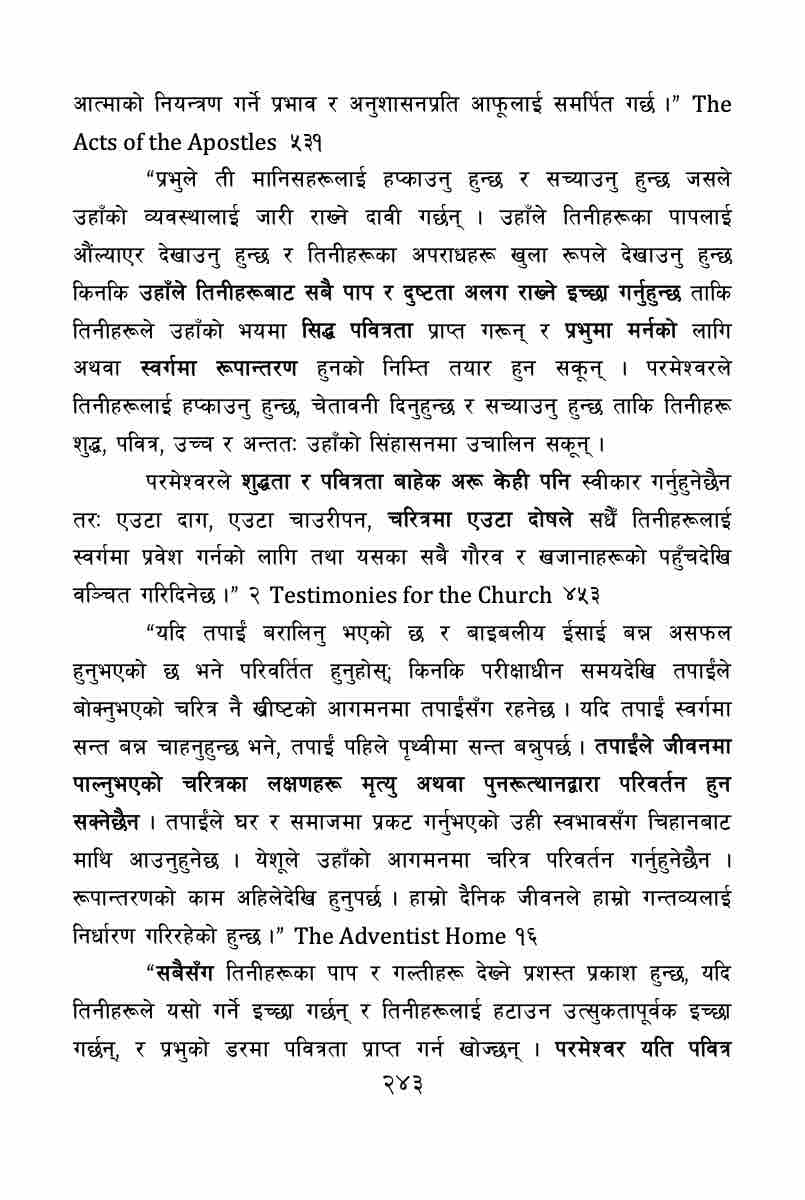 आत्माको नियन्त्रण गर्ने प्रभाव र अनुशासनप्रति आफूलाई समर्पित गर्छ ।” The
Acts of the Apostles ५३१
“प्रभुले ती मानिसहरूलाई हप्काउनु हुन्छ र सच्याउनु हुन्छ जसले
उहाँको व्यवस्थालाई जारी राख्ने दावी गर्छन् । उहाँले तिनीहरूका पापलाई
औंल्याएर देखाउनु हुन्छ र तिनीहरूका अपराधहरू खुला रूपले देखाउनु हुन्छ
किनकि उहाँले तिनीहरूबाट सबै पाप र दुष्टता अलग राख्ने इच्छा गर्नुहुन्छ ताकि
तिनीहरूले उहाँको भयमा सिद्ध पवित्रता प्राप्त गरून् र प्रभुमा मर्नको लागि
अथवा स्वर्गमा रूपान्तरण हुनको निम्ति तयार हुन सकून् । परमेश्वरले
तिनीहरूलाई हप्काउनु हुन्छ, चेतावनी दिनुहुन्छ र सच्याउनु हुन्छ ताकि तिनीहरू
शुद्ध, पवित्र, उच्च र अन्ततः उहाँको सिंहासनमा उचालिन सकून् ।
परमेश्वरले शुद्धता र पवित्रता बाहेक अरू केही पनि स्वीकार गर्नुहुनेछैन
तरः एउटा दाग, एउटा चाउरीपन, चरित्रमा एउटा दोषले सधैँ तिनीहरूलाई
स्वर्गमा प्रवेश गर्नको लागि तथा यसका सबै गौरव र खजानाहरूको पहुँचदेखि
वञ्चित गरिदिनेछ ।” २ Testimonies for the Church ४५३
“यदि तपाईं बरालिनु भएको छ र बाइबलीय ईसाई बन्न असफल
हुनुभएको छ भने परिवर्तित हुनुहोस्; किनकि परीक्षाधीन समयदेखि तपाईंले
बोक्नुभएको चरित्र नै ख्रीष्टको आगमनमा तपाईंसँग रहनेछ । यदि तपाईं स्वर्गमा
सन्त बन्न चाहनुहुन्छ भने, तपाईं पहिले पृथ्वीमा सन्त बन्नुपर्छ । तपाईंले जीवनमा
पाल्नुभएको चरित्रका लक्षणहरू मृत्यु अथवा पुनरूत्थानद्वारा परिवर्तन हुन
सक्नेछैन । तपाईंले घर र समाजमा प्रकट गर्नुभएको उही स्वभावसँग चिहानबाट
माथि आउनुहुनेछ । येशूले उहाँको आगमनमा चरित्र परिवर्तन गर्नुहुनेछैन ।
रूपान्तरणको काम अहिलेदेखि हुनुपर्छ । हाम्रो दैनिक जीवनले हाम्रो गन्तव्यलाई
निर्धारण गरिरहेको हुन्छ ।” The Adventist Home १६
“सबैसँग तिनीहरूका पाप र गल्तीहरू देख्ने प्रशस्त प्रकाश हुन्छ, यदि
तिनीहरूले यसो गर्ने इच्छा गर्छन् र तिनीहरूलाई हटाउन उत्सुकतापूर्वक इच्छा
गर्छन्, र प्रभुको डरमा पवित्रता प्राप्त गर्न खोज्छन् । परमेश्वर यति पवित्र
२४३